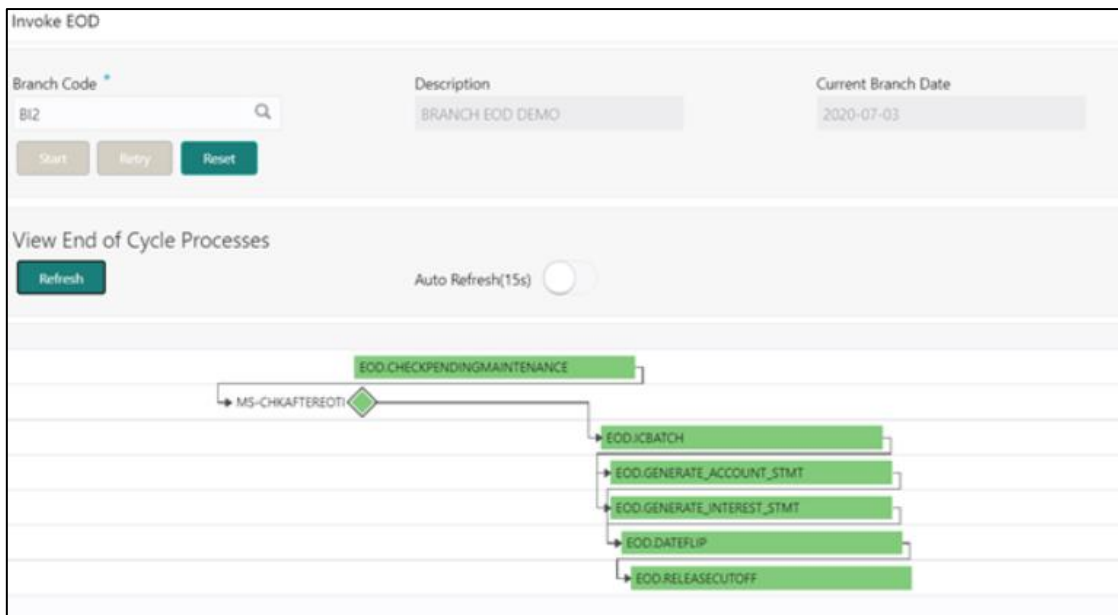 Invoke EOD
Branch Code * Description Current Branch Date
BI2 BRANCH EOD DEMO 2020-07-03
Start Retry Reset
View End of Cycle Processes
Refresh Auto Refresh(15s)
EOD.CHECKPENDINGMAINTENANCE
MS-CHKAFTEREOTI
EOD.ICBATCH
EOD.GENERATE_ACCOUNT_STMT
EOD.GENERATE_INTEREST_STMT
EOD.DATEFLIP
EOD.RELEASECUTOFF